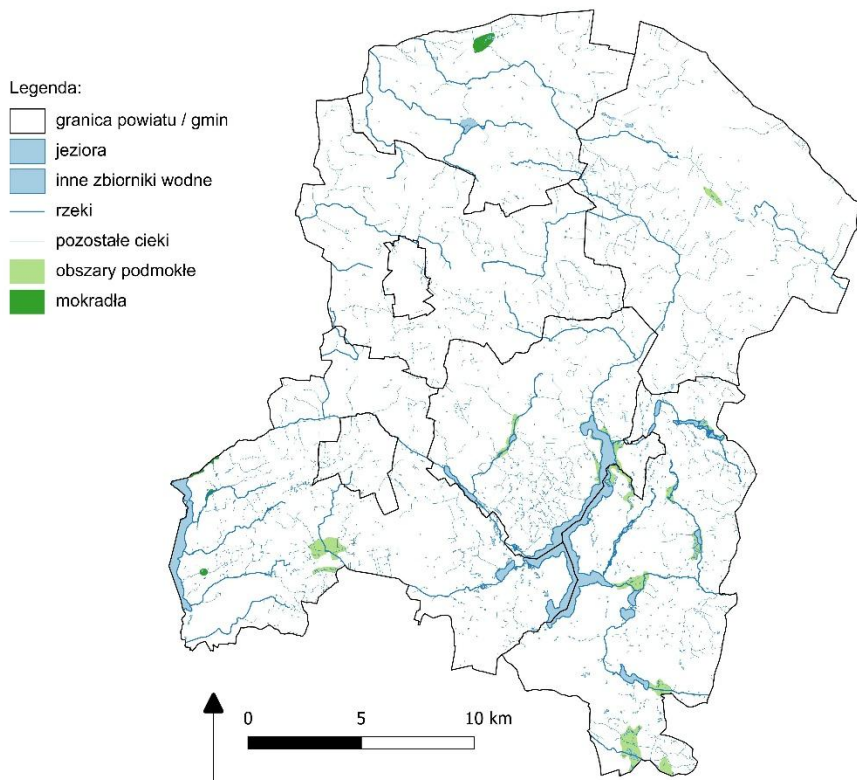 Legenda:
granica powiatu / gmin
jeziora
inne zbiorniki wodne
rzeki
pozostałe cieki
obszary podmokłe
mokradła
0 5 10 km